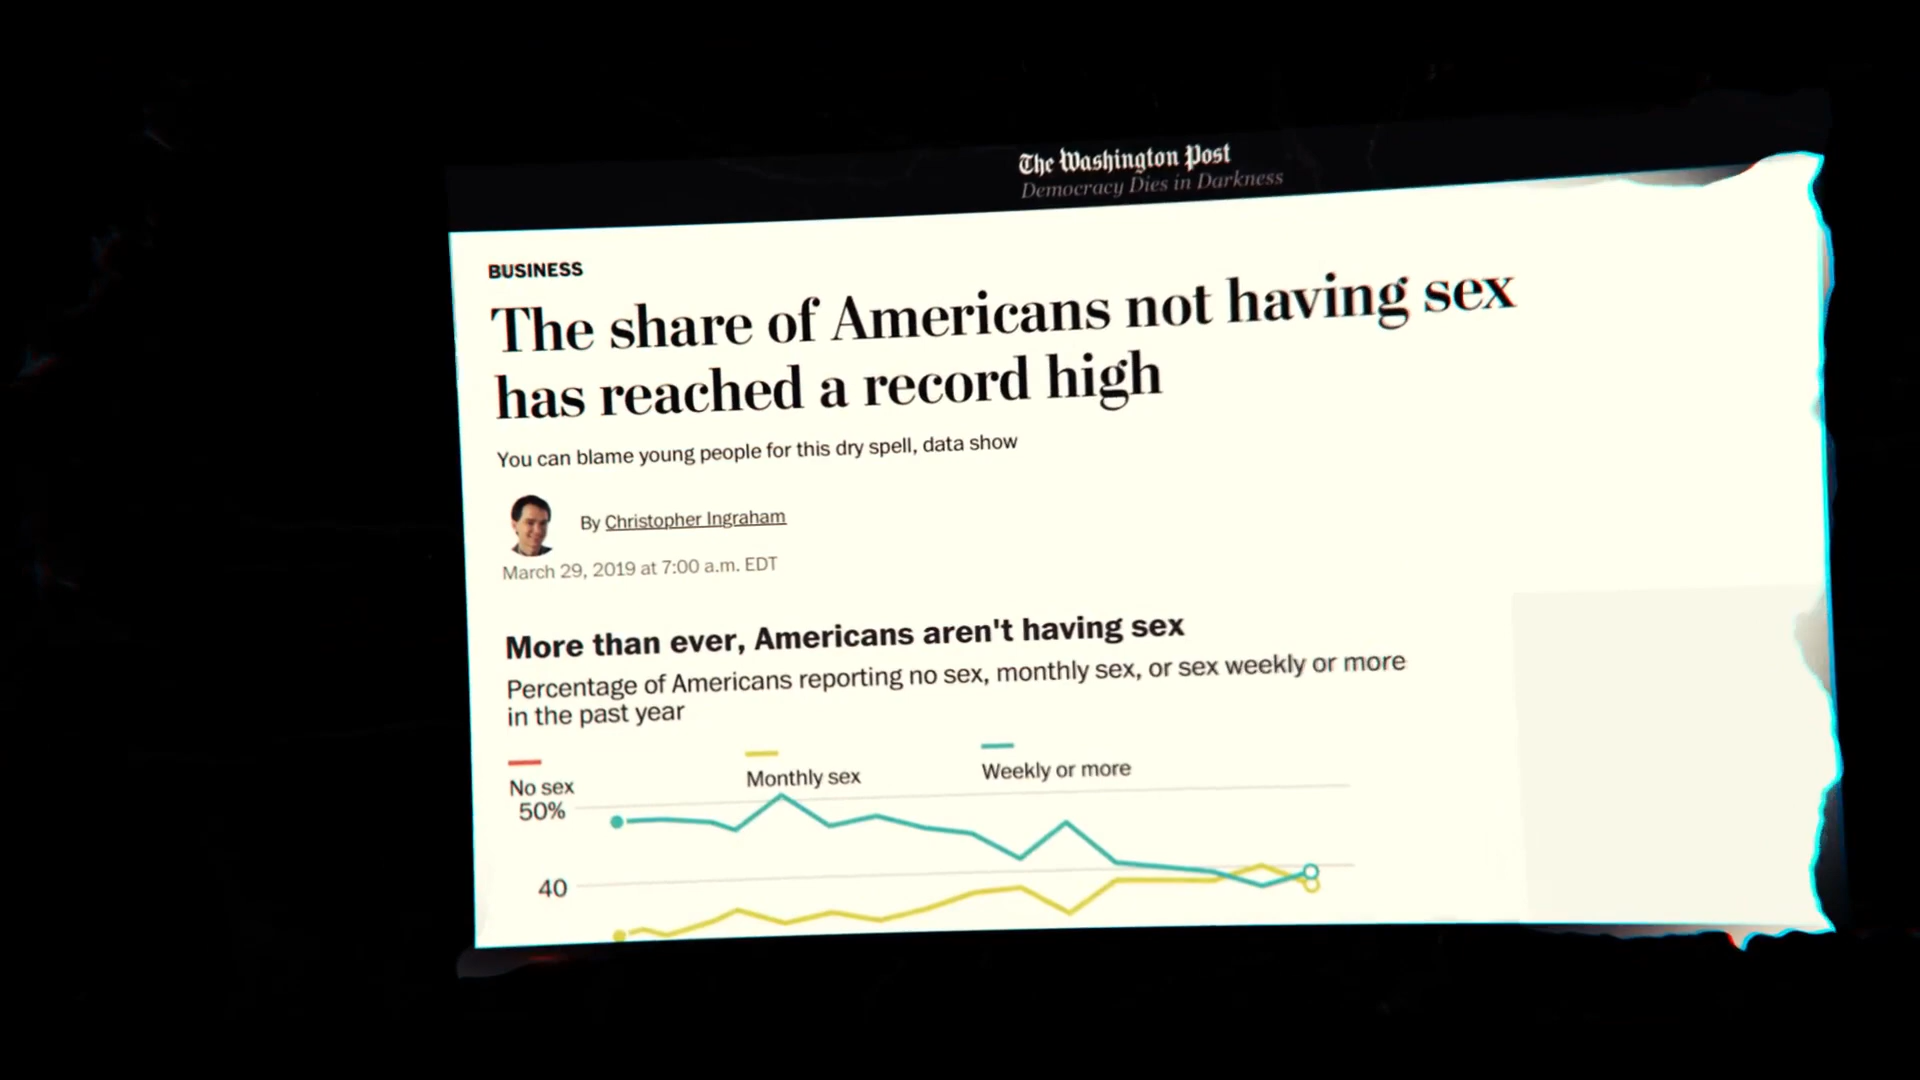 The Washington Post
Democracy Dies in Darkness
BUSINESS
The share of Americans not having sex
has reached a record high
You can blame young people for this dry spell, data show
By Christopher Ingraham
March 29, 2019 at 7:00 a.m. EDT
More than ever, Americans aren't having sex
Percentage of Americans reporting no sex, monthly sex, or sex weekly or more
in the past year
No sex
Monthly sex
Weekly or more
50%
40